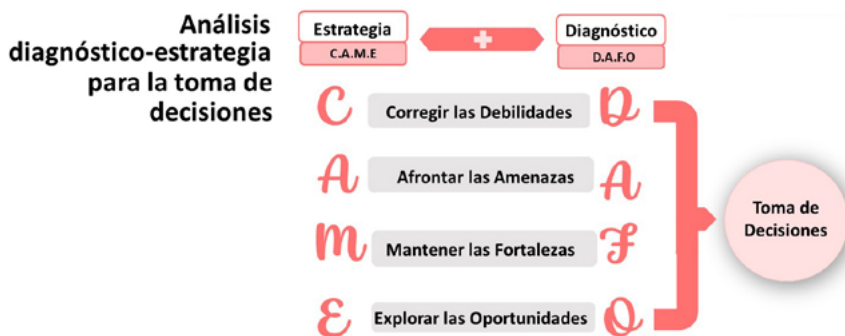 Análisis
diagnóstico-estrategia
para la toma de
decisiones
Estrategia
C.A.M.E
+
Diagnóstico
D.A.F.O
C Corregir las Debilidades D
A Afrontar las Amenazas A
M Mantener las Fortalezas F
E Explorar las Oportunidades O
Toma de
Decisiones